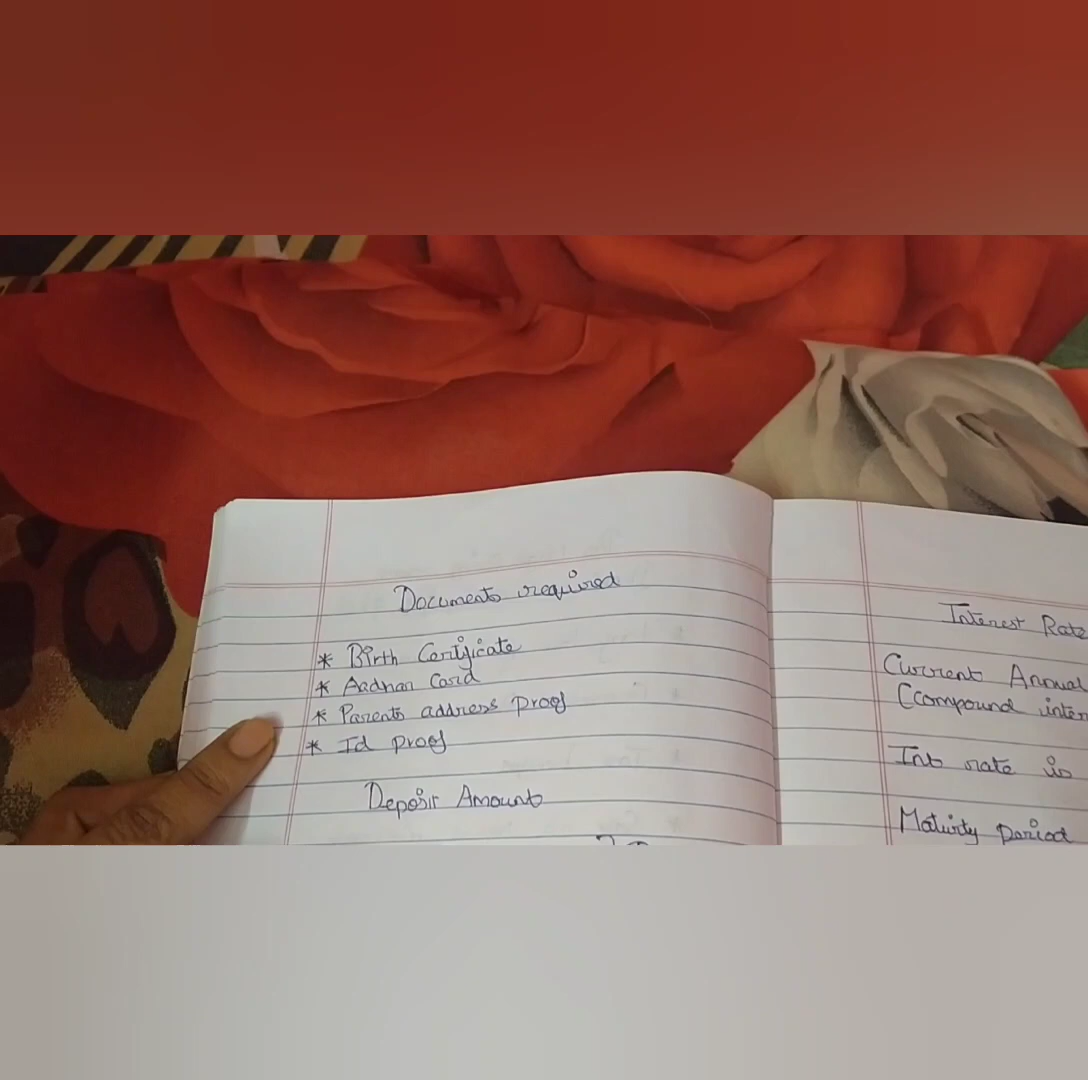 Documents required
* Birth Certificate
* Aadhar Card
* Parents address proof
* Id proof
Deposit Amount
Interest Rate
Current Annual
(Compound inter
Int rate is
Maturity period